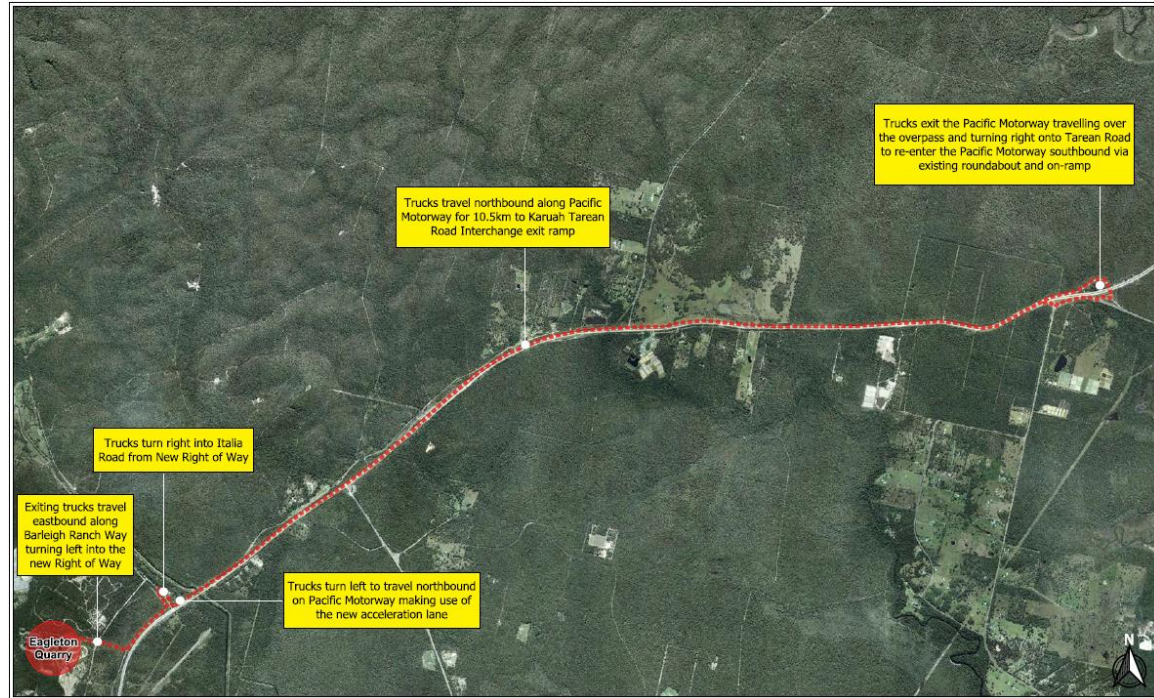 Trucks exit the Pacific Motorway travelling over
the overpass and turning right onto Tarean Road
to re-enter the Pacific Motorway southbound via
existing roundabout and on-ramp
Trucks travel northbound along Pacific
Motorway for 10.5km to Karuah Tarean
Road Interchange exit ramp
Trucks turn right into Italia
Road from New Right of Way
Exiting trucks travel
eastbound along
Barleigh Ranch Way
turning left into the
new Right of Way
Trucks turn left to travel northbound
on Pacific Motorway making use of
the new acceleration lane
Eagleton
Quarry
N